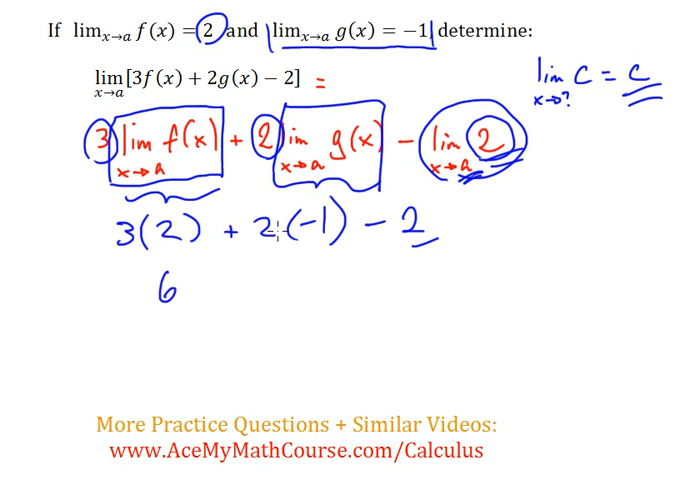 If lim_{x→a} f(x) = 2 and lim_{x→a} g(x) = −1 determine:
lim_{x→a} [3f(x) + 2g(x) − 2] =
lim_{x→?} C = C
3 lim_{x→a} f(x) + 2 lim_{x→a} g(x) − lim_{x→a} 2
3(2) + 2·(−1) − 2
6
More Practice Questions + Similar Videos:
www.AceMyMathCourse.com/Calculus